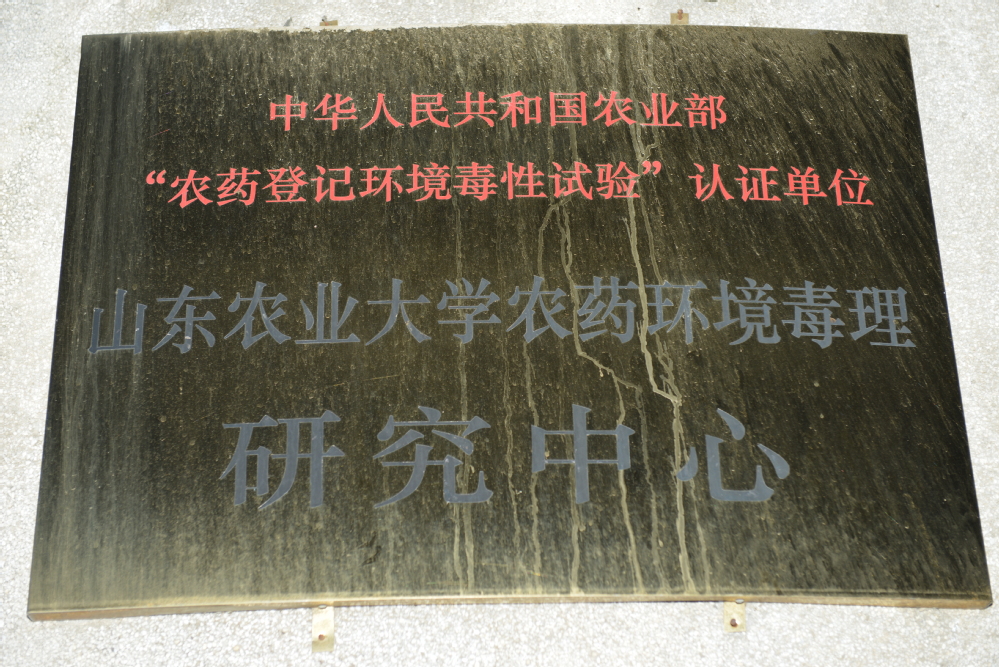 中华人民共和国农业部
“农药登记环境毒性试验”认证单位
山东农业大学农药环境毒理
研究中心